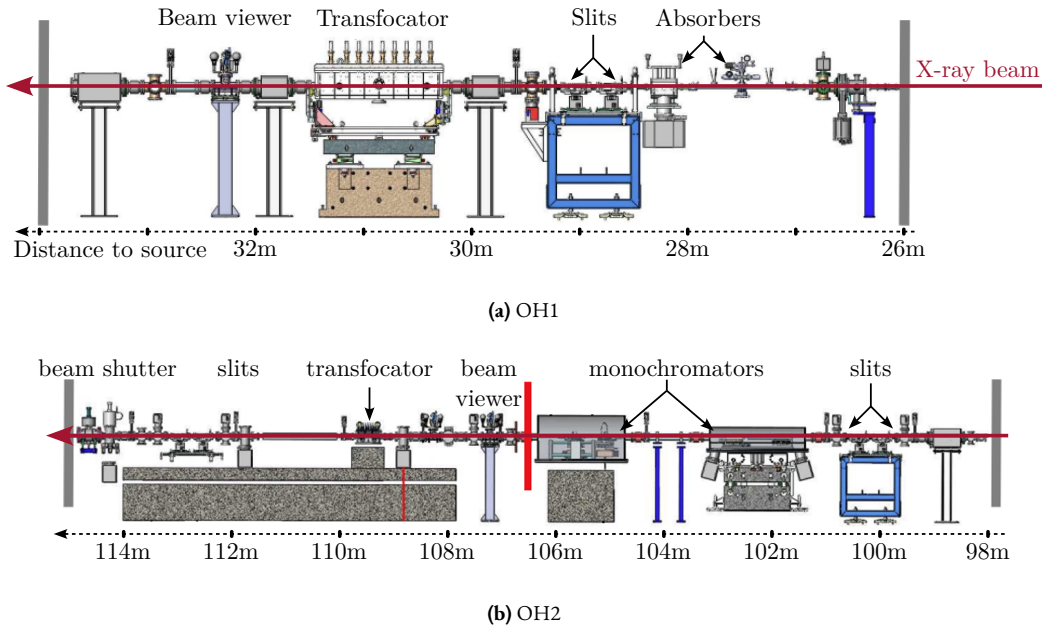 Beam viewer Transfocator Slits Absorbers
X-ray beam
Distance to source 32m 30m 28m 26m
(a) OH1
beam shutter slits transfocator beam monochromators slits
viewer
114m 112m 110m 108m 106m 104m 102m 100m 98m
(b) OH2